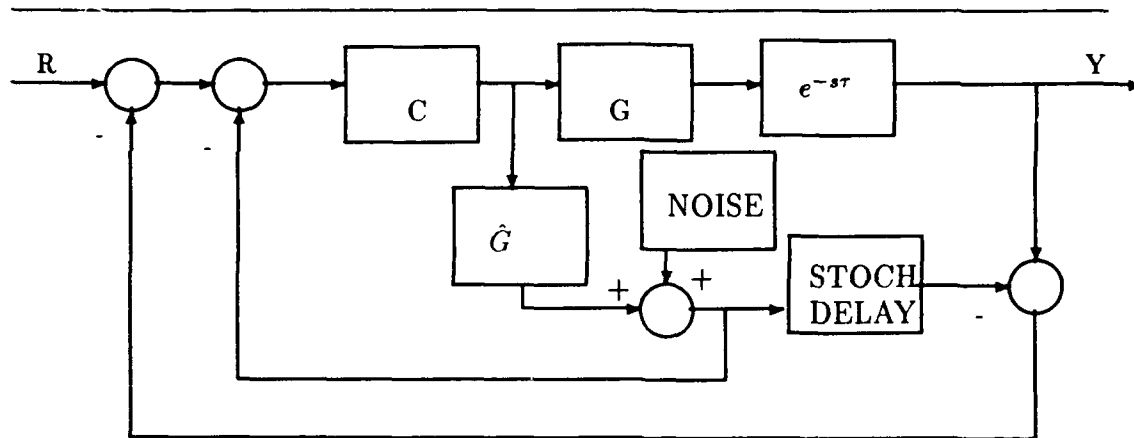 R
C
G
e^{-sτ}
Y
-
-
Ĝ
NOISE
+
+
STOCH
DELAY
-